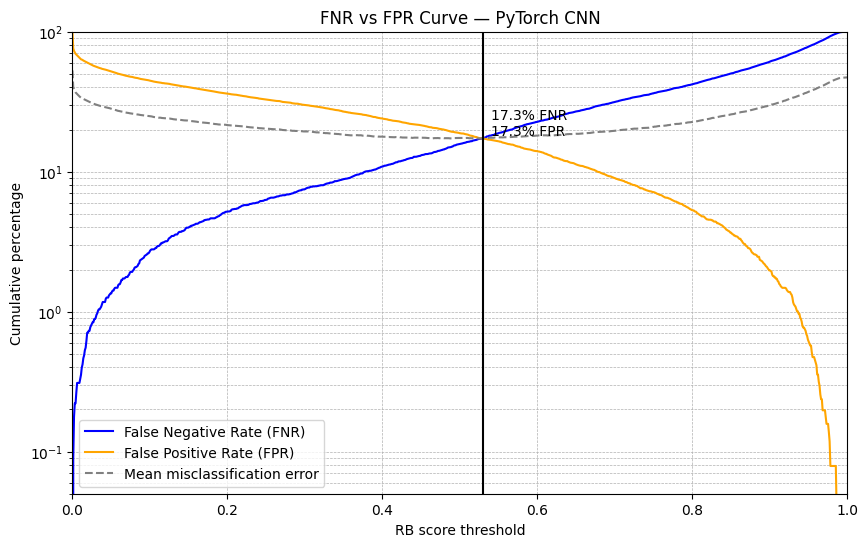 FNR vs FPR Curve — PyTorch CNN
Cumulative percentage
10²
10¹
10⁰
10⁻¹
17.3% FNR
17.3% FPR
False Negative Rate (FNR)
False Positive Rate (FPR)
Mean misclassification error
0.0 0.2 0.4 0.6 0.8 1.0
RB score threshold